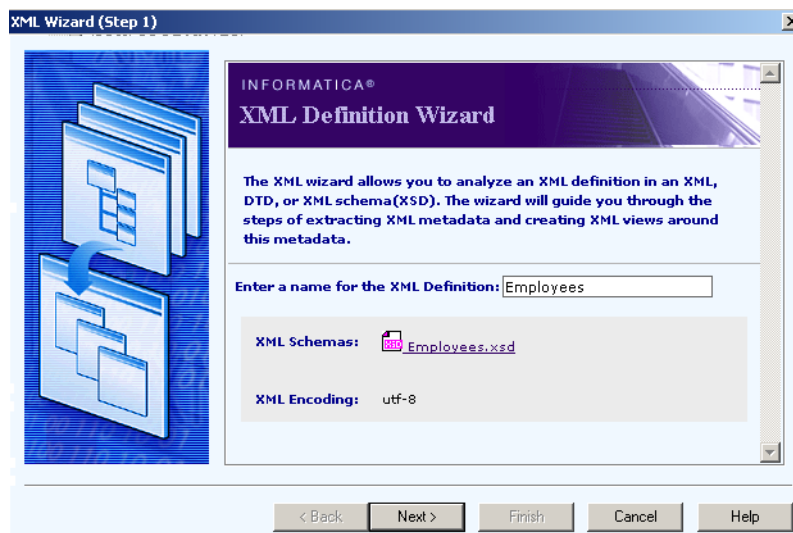 XML Wizard (Step 1)
INFORMATICA®
XML Definition Wizard
The XML wizard allows you to analyze an XML definition in an XML,
DTD, or XML schema(XSD). The wizard will guide you through the
steps of extracting XML metadata and creating XML views around
this metadata.
Enter a name for the XML Definition: Employees
XML Schemas: XSD Employees.xsd
XML Encoding: utf-8
< Back Next > Finish Cancel Help